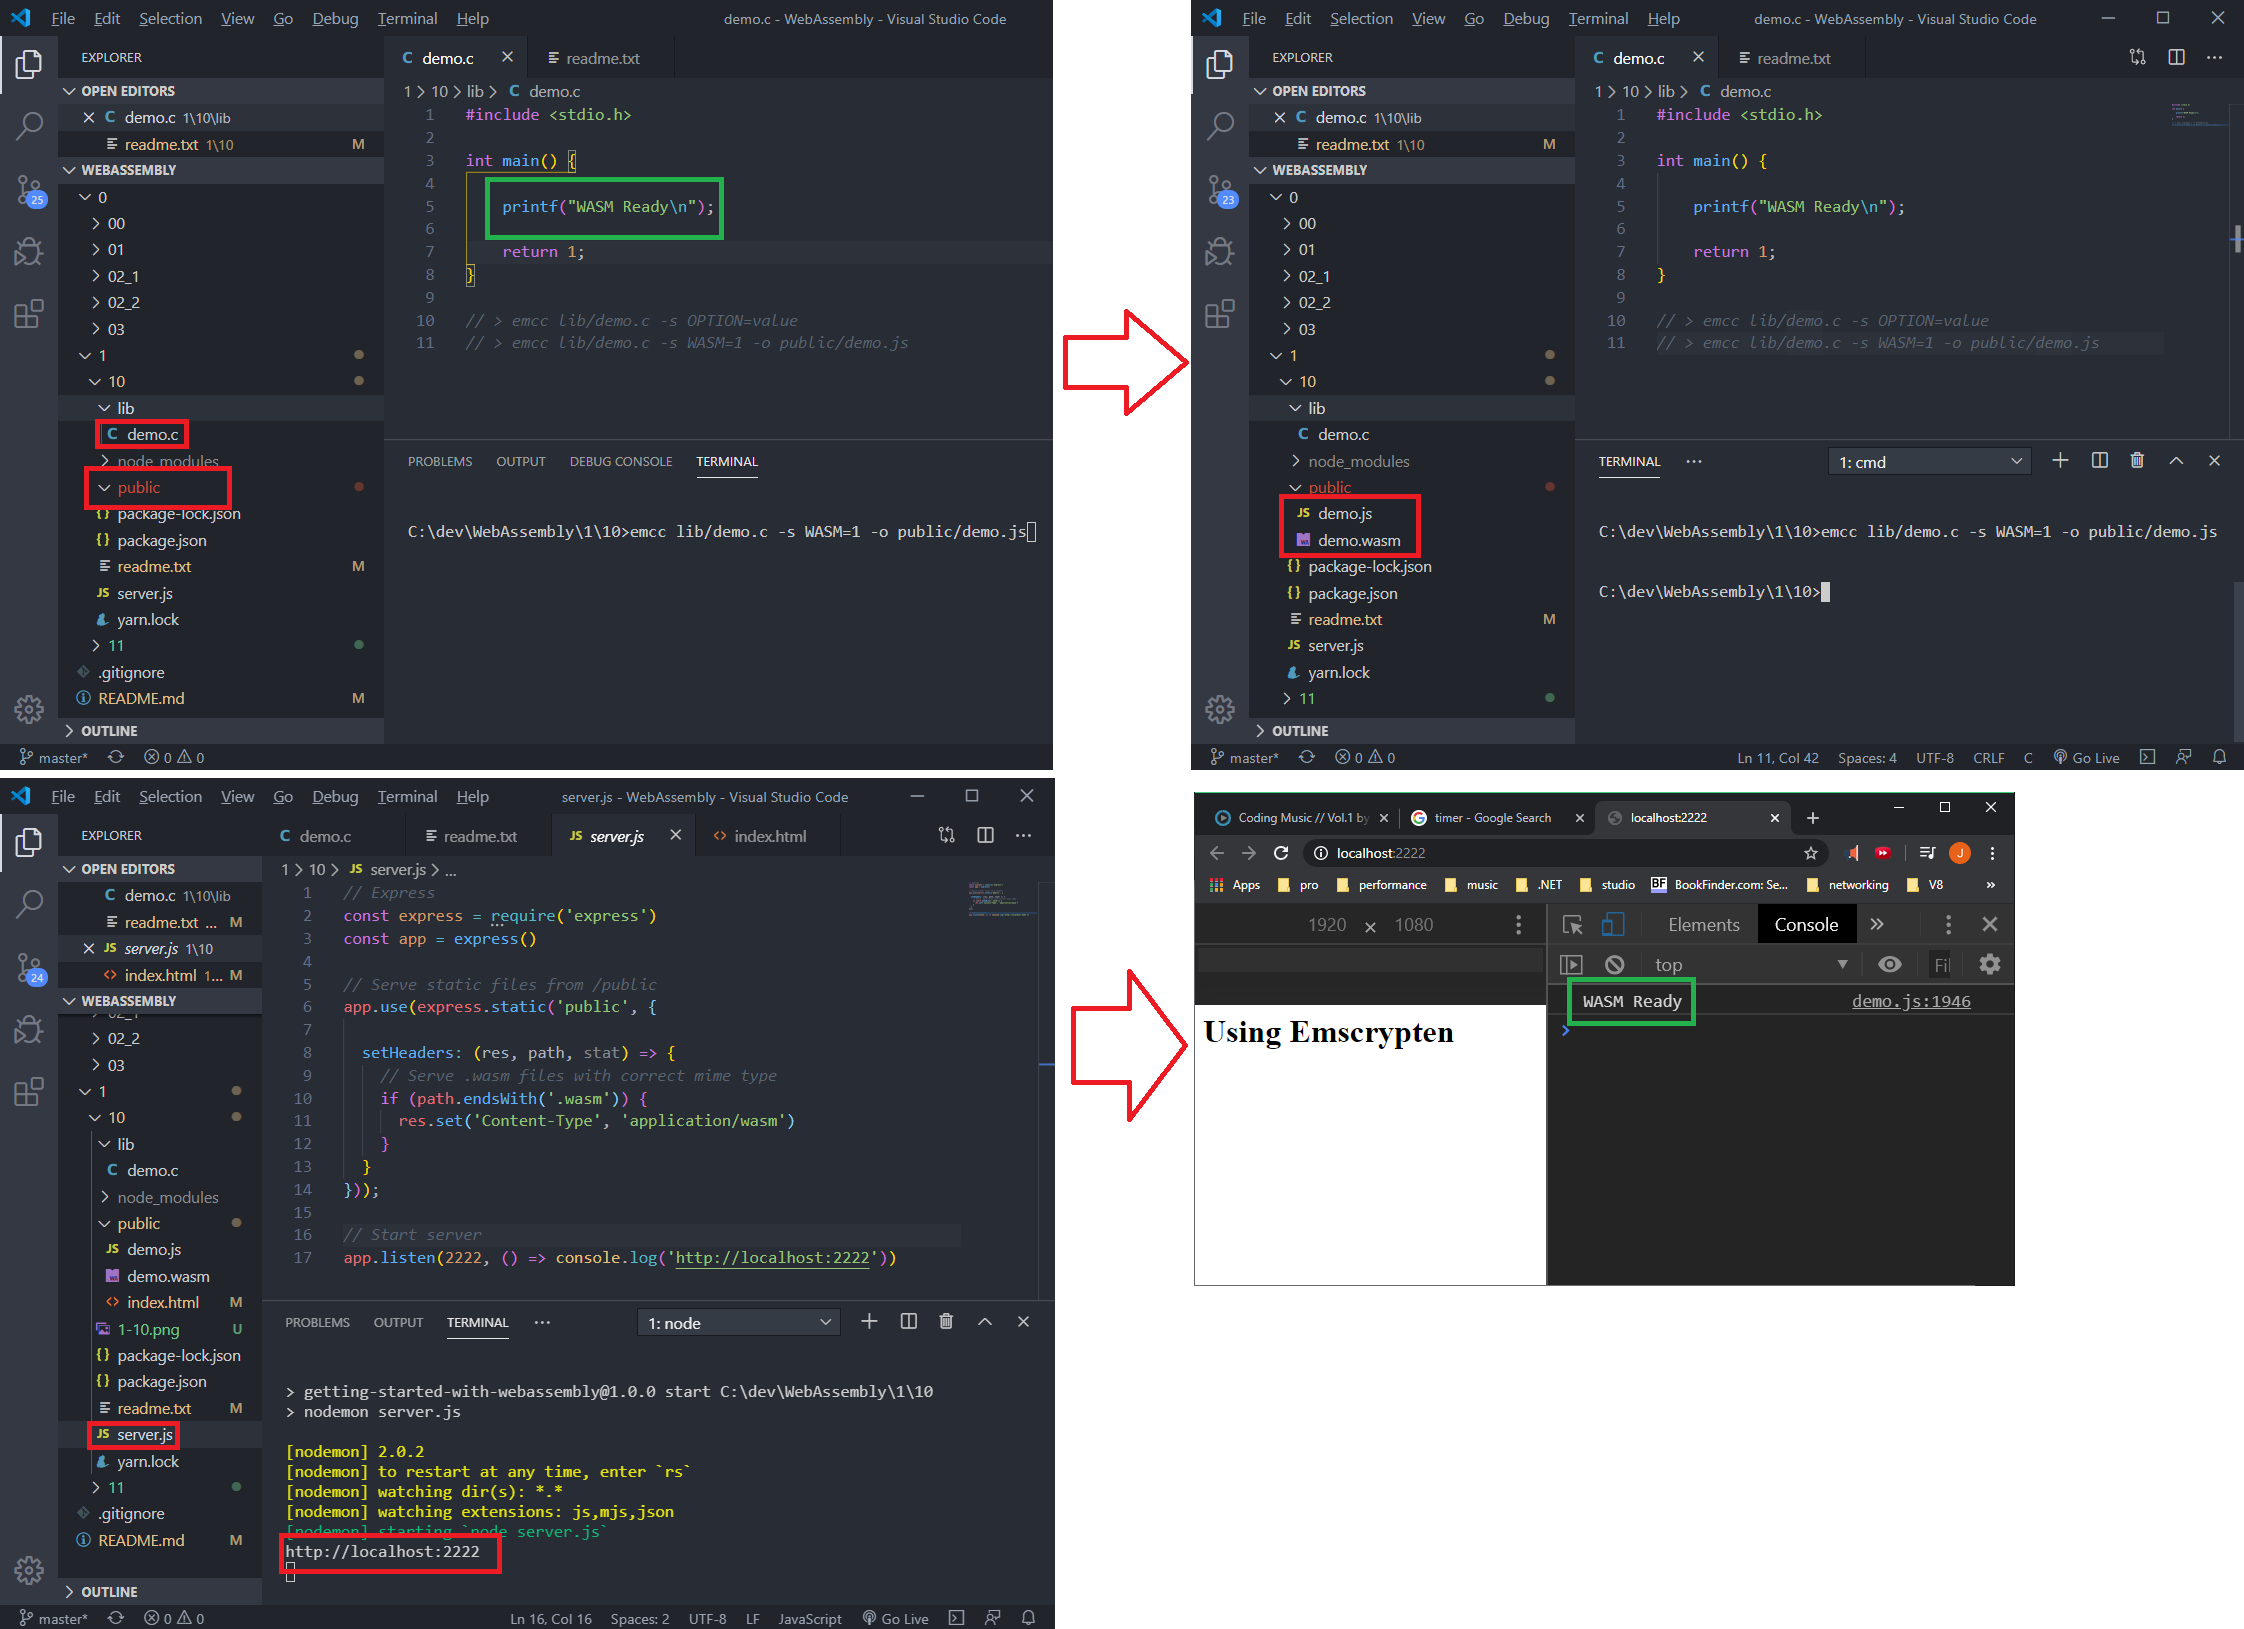 File Edit Selection View Go Debug Terminal Help demo.c - WebAssembly - Visual Studio Code
EXPLORER
demo.c readme.txt
OPEN EDITORS
demo.c 1\10\lib
readme.txt 1\10 M
WEBASSEMBLY
0
00
01
02_1
02_2
03
1
10
lib
demo.c
node_modules
public
package-lock.json
package.json
readme.txt M
server.js
yarn.lock
11
.gitignore
README.md M
OUTLINE
25
1 > 10 > lib > C demo.c
1 #include <stdio.h>
2
3 int main() {
4
5 printf("WASM Ready\n");
6
7 return 1;
8 }
9
10 // > emcc lib/demo.c -s OPTION=value
11 // > emcc lib/demo.c -s WASM=1 -o public/demo.js
PROBLEMS OUTPUT DEBUG CONSOLE TERMINAL
C:\dev\WebAssembly\1\10>emcc lib/demo.c -s WASM=1 -o public/demo.js
master* 0 0
File Edit Selection View Go Debug Terminal Help demo.c - WebAssembly - Visual Studio Code
EXPLORER
demo.c readme.txt
OPEN EDITORS
demo.c 1\10\lib
readme.txt 1\10 M
WEBASSEMBLY
0
00
01
02_1
02_2
03
1
10
lib
demo.c
node_modules
public
JS demo.js
demo.wasm
package-lock.json
package.json
readme.txt M
JS server.js
yarn.lock
11
OUTLINE
23
1 > 10 > lib > C demo.c
1 #include <stdio.h>
2
3 int main() {
4
5 printf("WASM Ready\n");
6
7 return 1;
8 }
9
10 // > emcc lib/demo.c -s OPTION=value
11 // > emcc lib/demo.c -s WASM=1 -o public/demo.js
TERMINAL 1: cmd
C:\dev\WebAssembly\1\10>emcc lib/demo.c -s WASM=1 -o public/demo.js
C:\dev\WebAssembly\1\10>
master* 0 0 Ln 11, Col 42 Spaces: 4 UTF-8 CRLF C Go Live
File Edit Selection View Go Debug Terminal Help server.js - WebAssembly - Visual Studio Code
EXPLORER
demo.c readme.txt JS server.js index.html
OPEN EDITORS
demo.c 1\10\lib
readme.txt ... M
JS server.js 1\10
index.html 1... M
WEBASSEMBLY
02_2
03
1
10
lib
demo.c
node_modules
public
JS demo.js
demo.wasm
index.html M
1-10.png U
package-lock.json
package.json
readme.txt M
JS server.js
yarn.lock
11
.gitignore
README.md M
OUTLINE
24
1 > 10 > JS server.js > ...
1 // Express
2 const express = require('express')
3 const app = express()
4
5 // Serve static files from /public
6 app.use(express.static('public', {
7
8 setHeaders: (res, path, stat) => {
9 // Serve .wasm files with correct mime type
10 if (path.endsWith('.wasm')) {
11 res.set('Content-Type', 'application/wasm')
12 }
13 }
14 }));
15
16 // Start server
17 app.listen(2222, () => console.log('http://localhost:2222'))
PROBLEMS OUTPUT TERMINAL 1: node
> getting-started-with-webassembly@1.0.0 start C:\dev\WebAssembly\1\10
> nodemon server.js
[nodemon] 2.0.2
[nodemon] to restart at any time, enter `rs`
[nodemon] watching dir(s): *.*
[nodemon] watching extensions: js,mjs,json
[nodemon] starting `node server.js`
http://localhost:2222
master* 0 0 Ln 16, Col 16 Spaces: 2 UTF-8 LF JavaScript Go Live
Coding Music // Vol.1 by timer - Google Search localhost:2222
localhost:2222 J
Apps pro performance music .NET studio BF BookFinder.com: Se... networking V8 »
1920 × 1080 Elements Console »
top Fil
WASM Ready demo.js:1946
Using Emscrypten